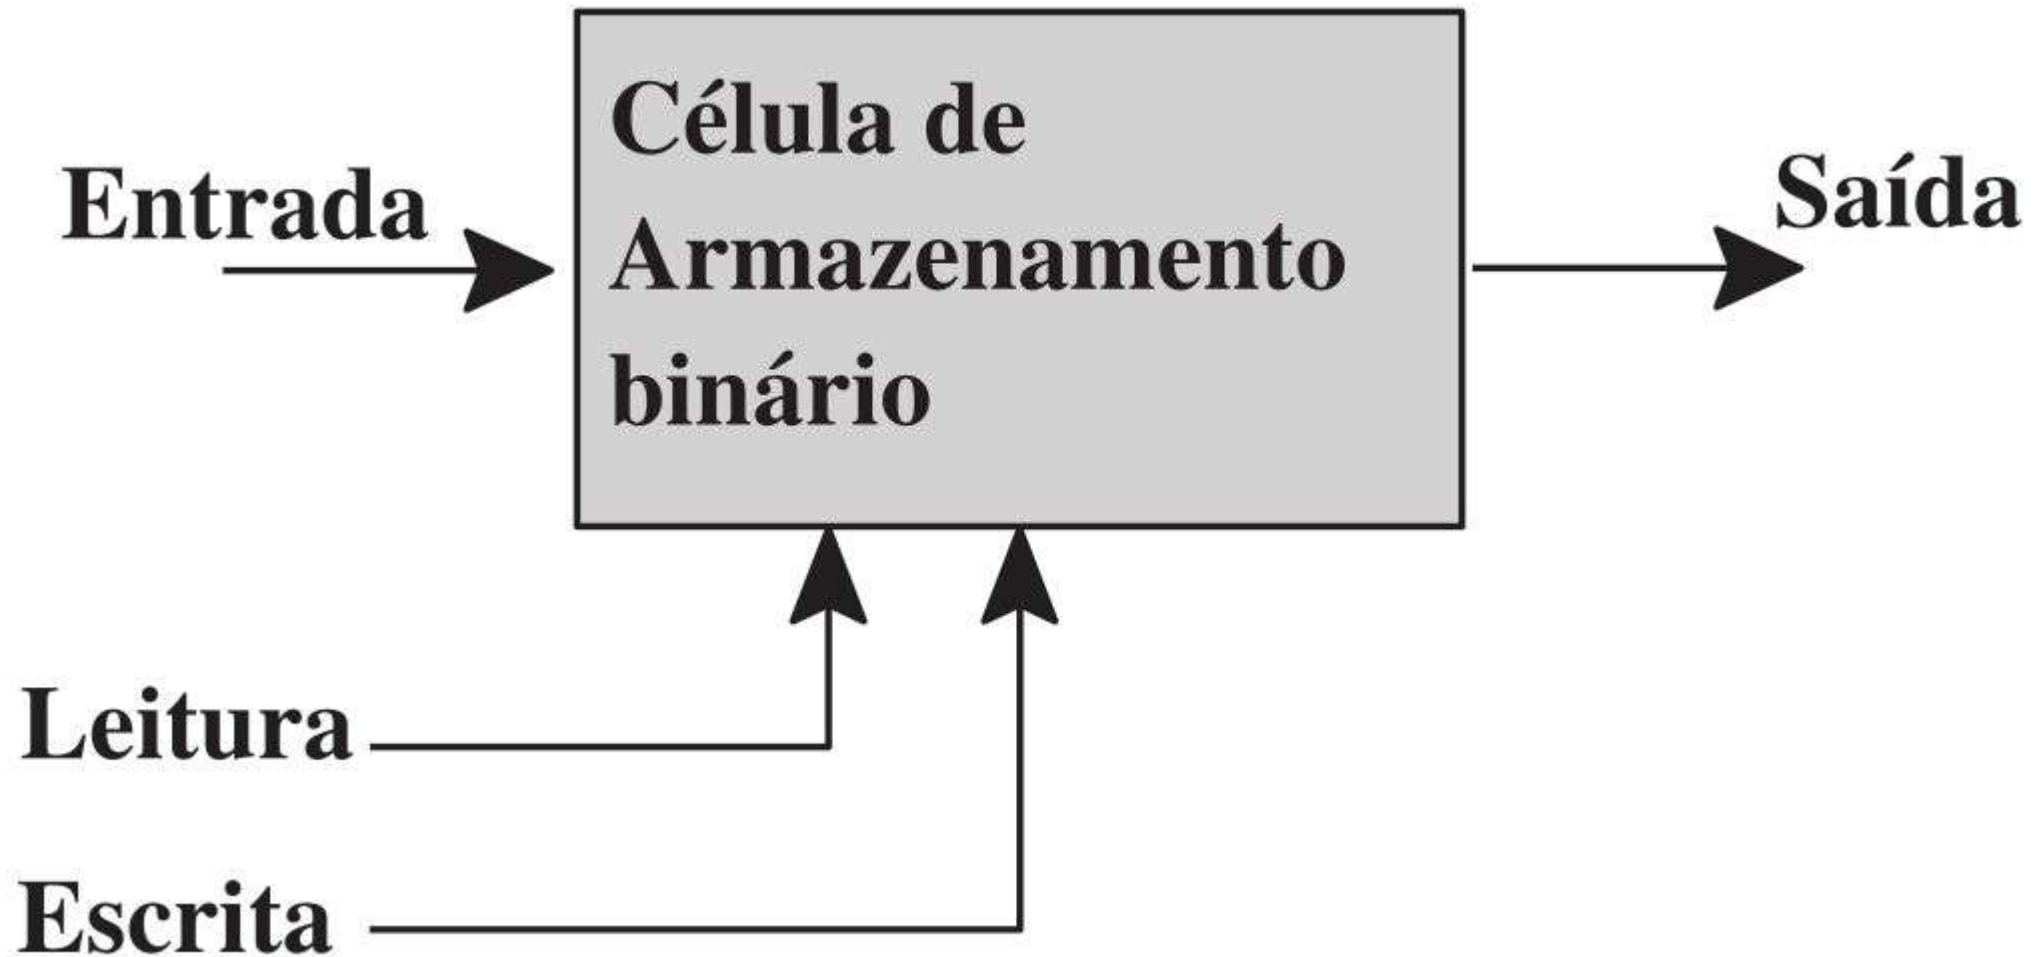 Célula de
Armazenamento
binário
Entrada
Saída
Leitura
Escrita